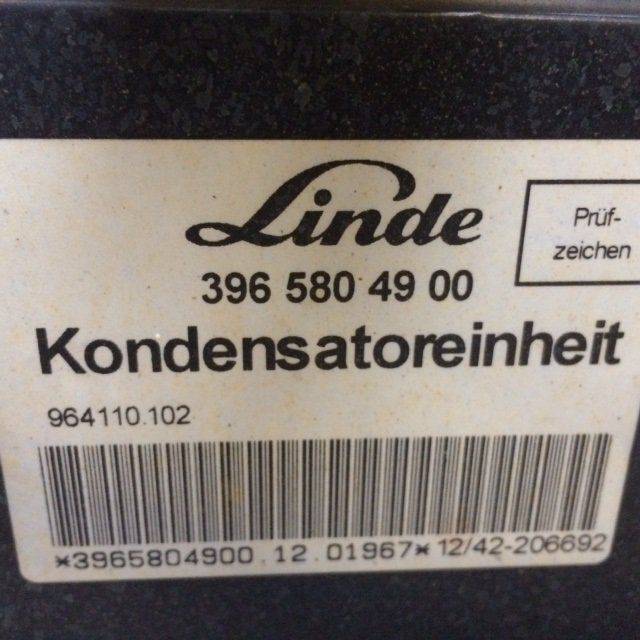 Linde
Prüf-
zeichen
396 580 49 00
Kondensatoreinheit
964110.102
*3965804900.12.01967* 12/42-206692